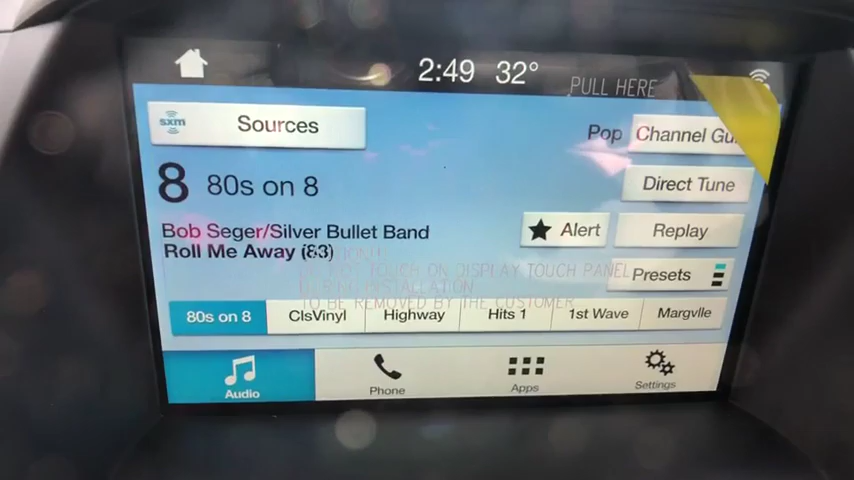 2:49 32°
PULL HERE
sxm
Sources
Pop
Channel Gu
8 80s on 8
Direct Tune
Bob Seger/Silver Bullet Band
Alert
Replay
Roll Me Away (83)
TOUCH ON DISPLAY TOUCH PANEL
Presets
INSTALLATION
TO BE REMOVED BY THE CUSTOMER
80s on 8 ClsVinyl Highway Hits 1 1st Wave Margvlle
Audio Phone Apps Settings